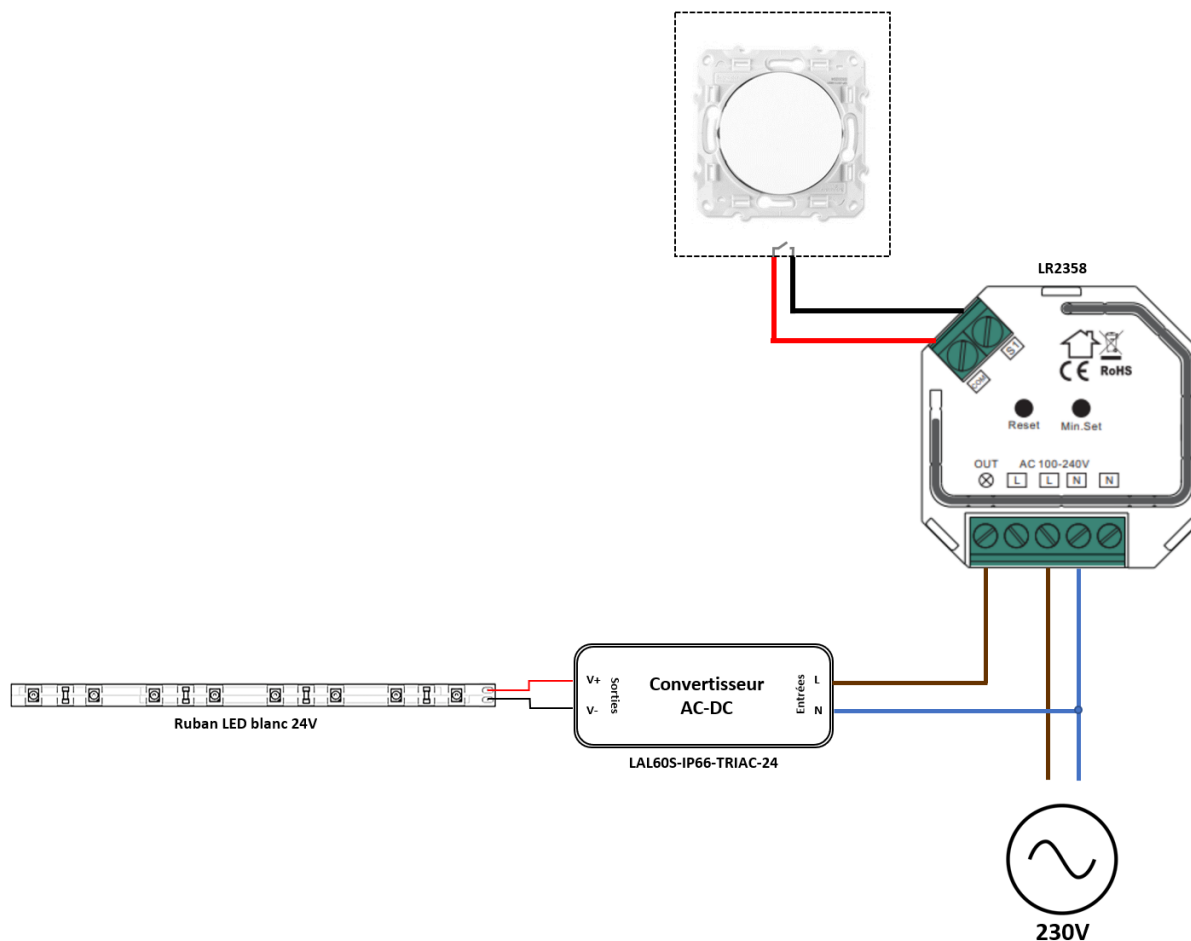 LR2358
S1
COM
CE RoHS
Reset Min.Set
OUT AC 100-240V
L L N N
V+ Sorties Convertisseur Entrées L
V- AC-DC N
Ruban LED blanc 24V
LAL60S-IP66-TRIAC-24
230V